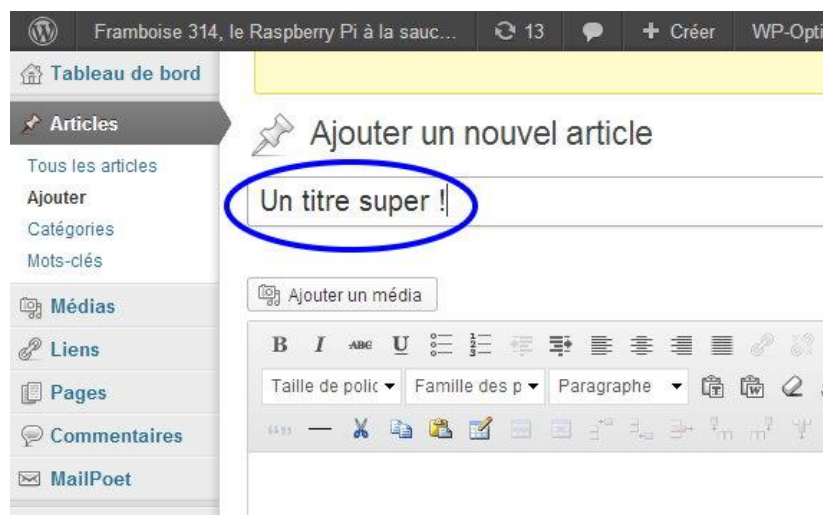 Framboise 314, le Raspberry Pi à la sauc... 13 + Créer WP-Opti
Tableau de bord
Articles
Tous les articles
Ajouter
Catégories
Mots-clés
Médias
Liens
Pages
Commentaires
MailPoet
Ajouter un nouvel article
Un titre super !
Ajouter un média
B I ABC U
Taille de polic Famille des p Paragraphe